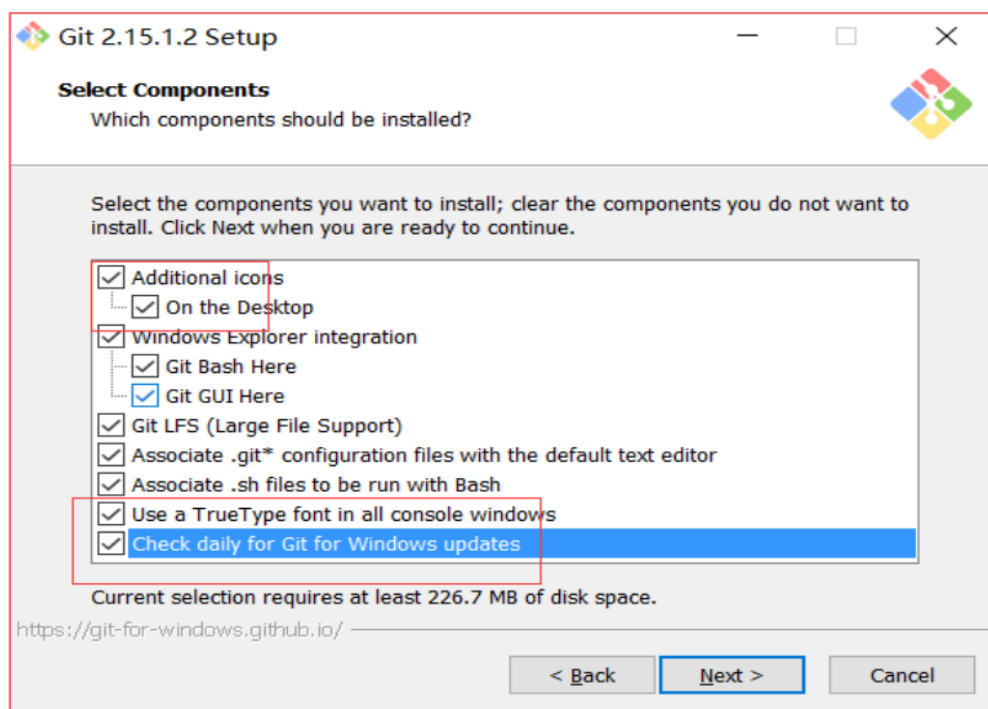 Git 2.15.1.2 Setup
Select Components
Which components should be installed?
Select the components you want to install; clear the components you do not want to
install. Click Next when you are ready to continue.
Additional icons
On the Desktop
Windows Explorer integration
Git Bash Here
Git GUI Here
Git LFS (Large File Support)
Associate .git* configuration files with the default text editor
Associate .sh files to be run with Bash
Use a TrueType font in all console windows
Check daily for Git for Windows updates
Current selection requires at least 226.7 MB of disk space.
https://git-for-windows.github.io/
< Back
Next >
Cancel